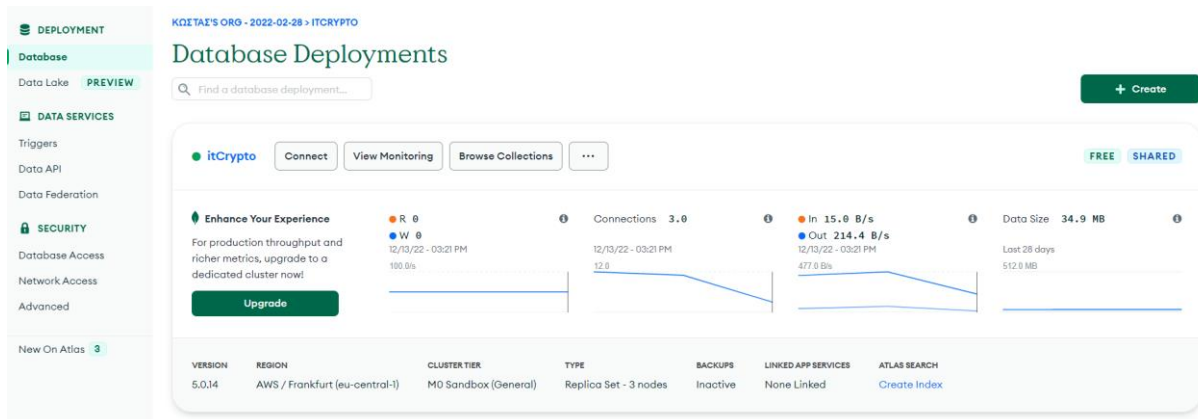 DEPLOYMENT
Database
Data Lake PREVIEW
DATA SERVICES
Triggers
Data API
Data Federation
SECURITY
Database Access
Network Access
Advanced
New On Atlas 3
ΚΩΣΤΑΣ'S ORG - 2022-02-28 > ITCRYPTO
Database Deployments
Find a database deployment...
+ Create
itCrypto Connect View Monitoring Browse Collections ... FREE SHARED
Enhance Your Experience
For production throughput and
richer metrics, upgrade to a
dedicated cluster now!
Upgrade
R 0
W 0
12/13/22 - 03:21 PM
100.0/s
Connections 3.0
12/13/22 - 03:21 PM
12.0
In 15.0 B/s
Out 214.4 B/s
12/13/22 - 03:21 PM
477.0 B/s
Data Size 34.9 MB
Last 28 days
512.0 MB
VERSION REGION CLUSTER TIER TYPE BACKUPS LINKED APP SERVICES ATLAS SEARCH
5.0.14 AWS / Frankfurt (eu-central-1) M0 Sandbox (General) Replica Set - 3 nodes Inactive None Linked Create Index